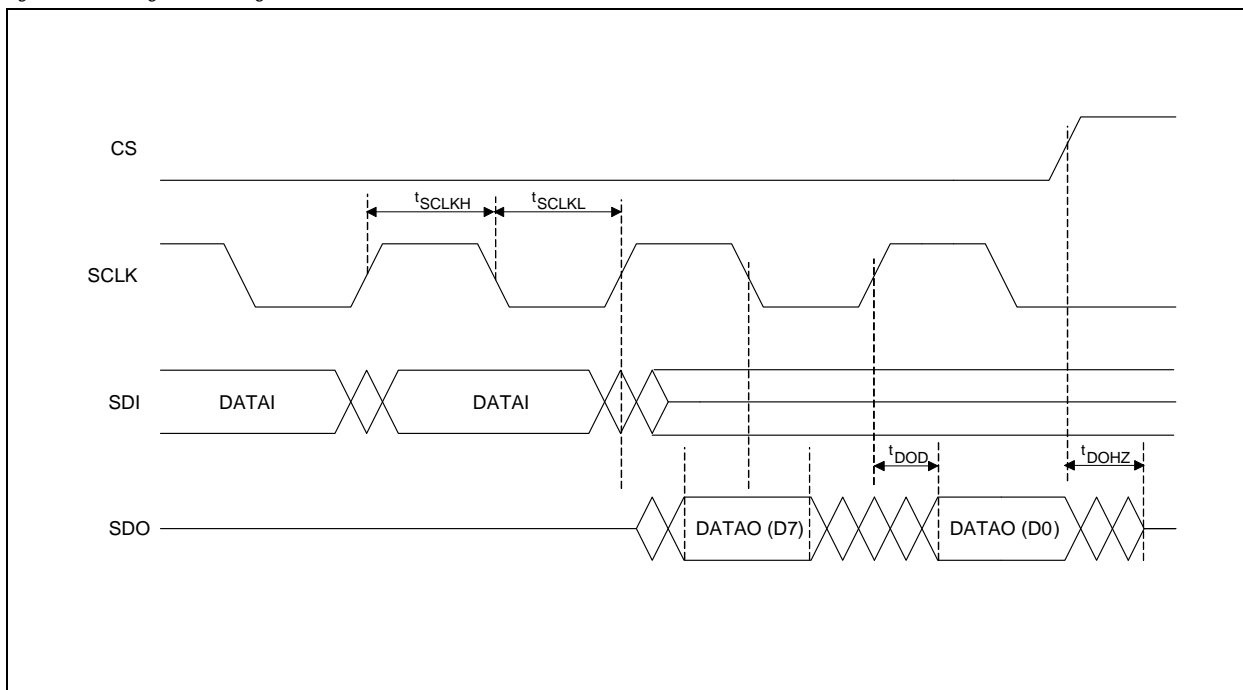 CS
tSCLKH tSCLKL
SCLK
SDI DATAI DATAI
tDOD tDOHZ
SDO DATAO (D7) DATAO (D0)